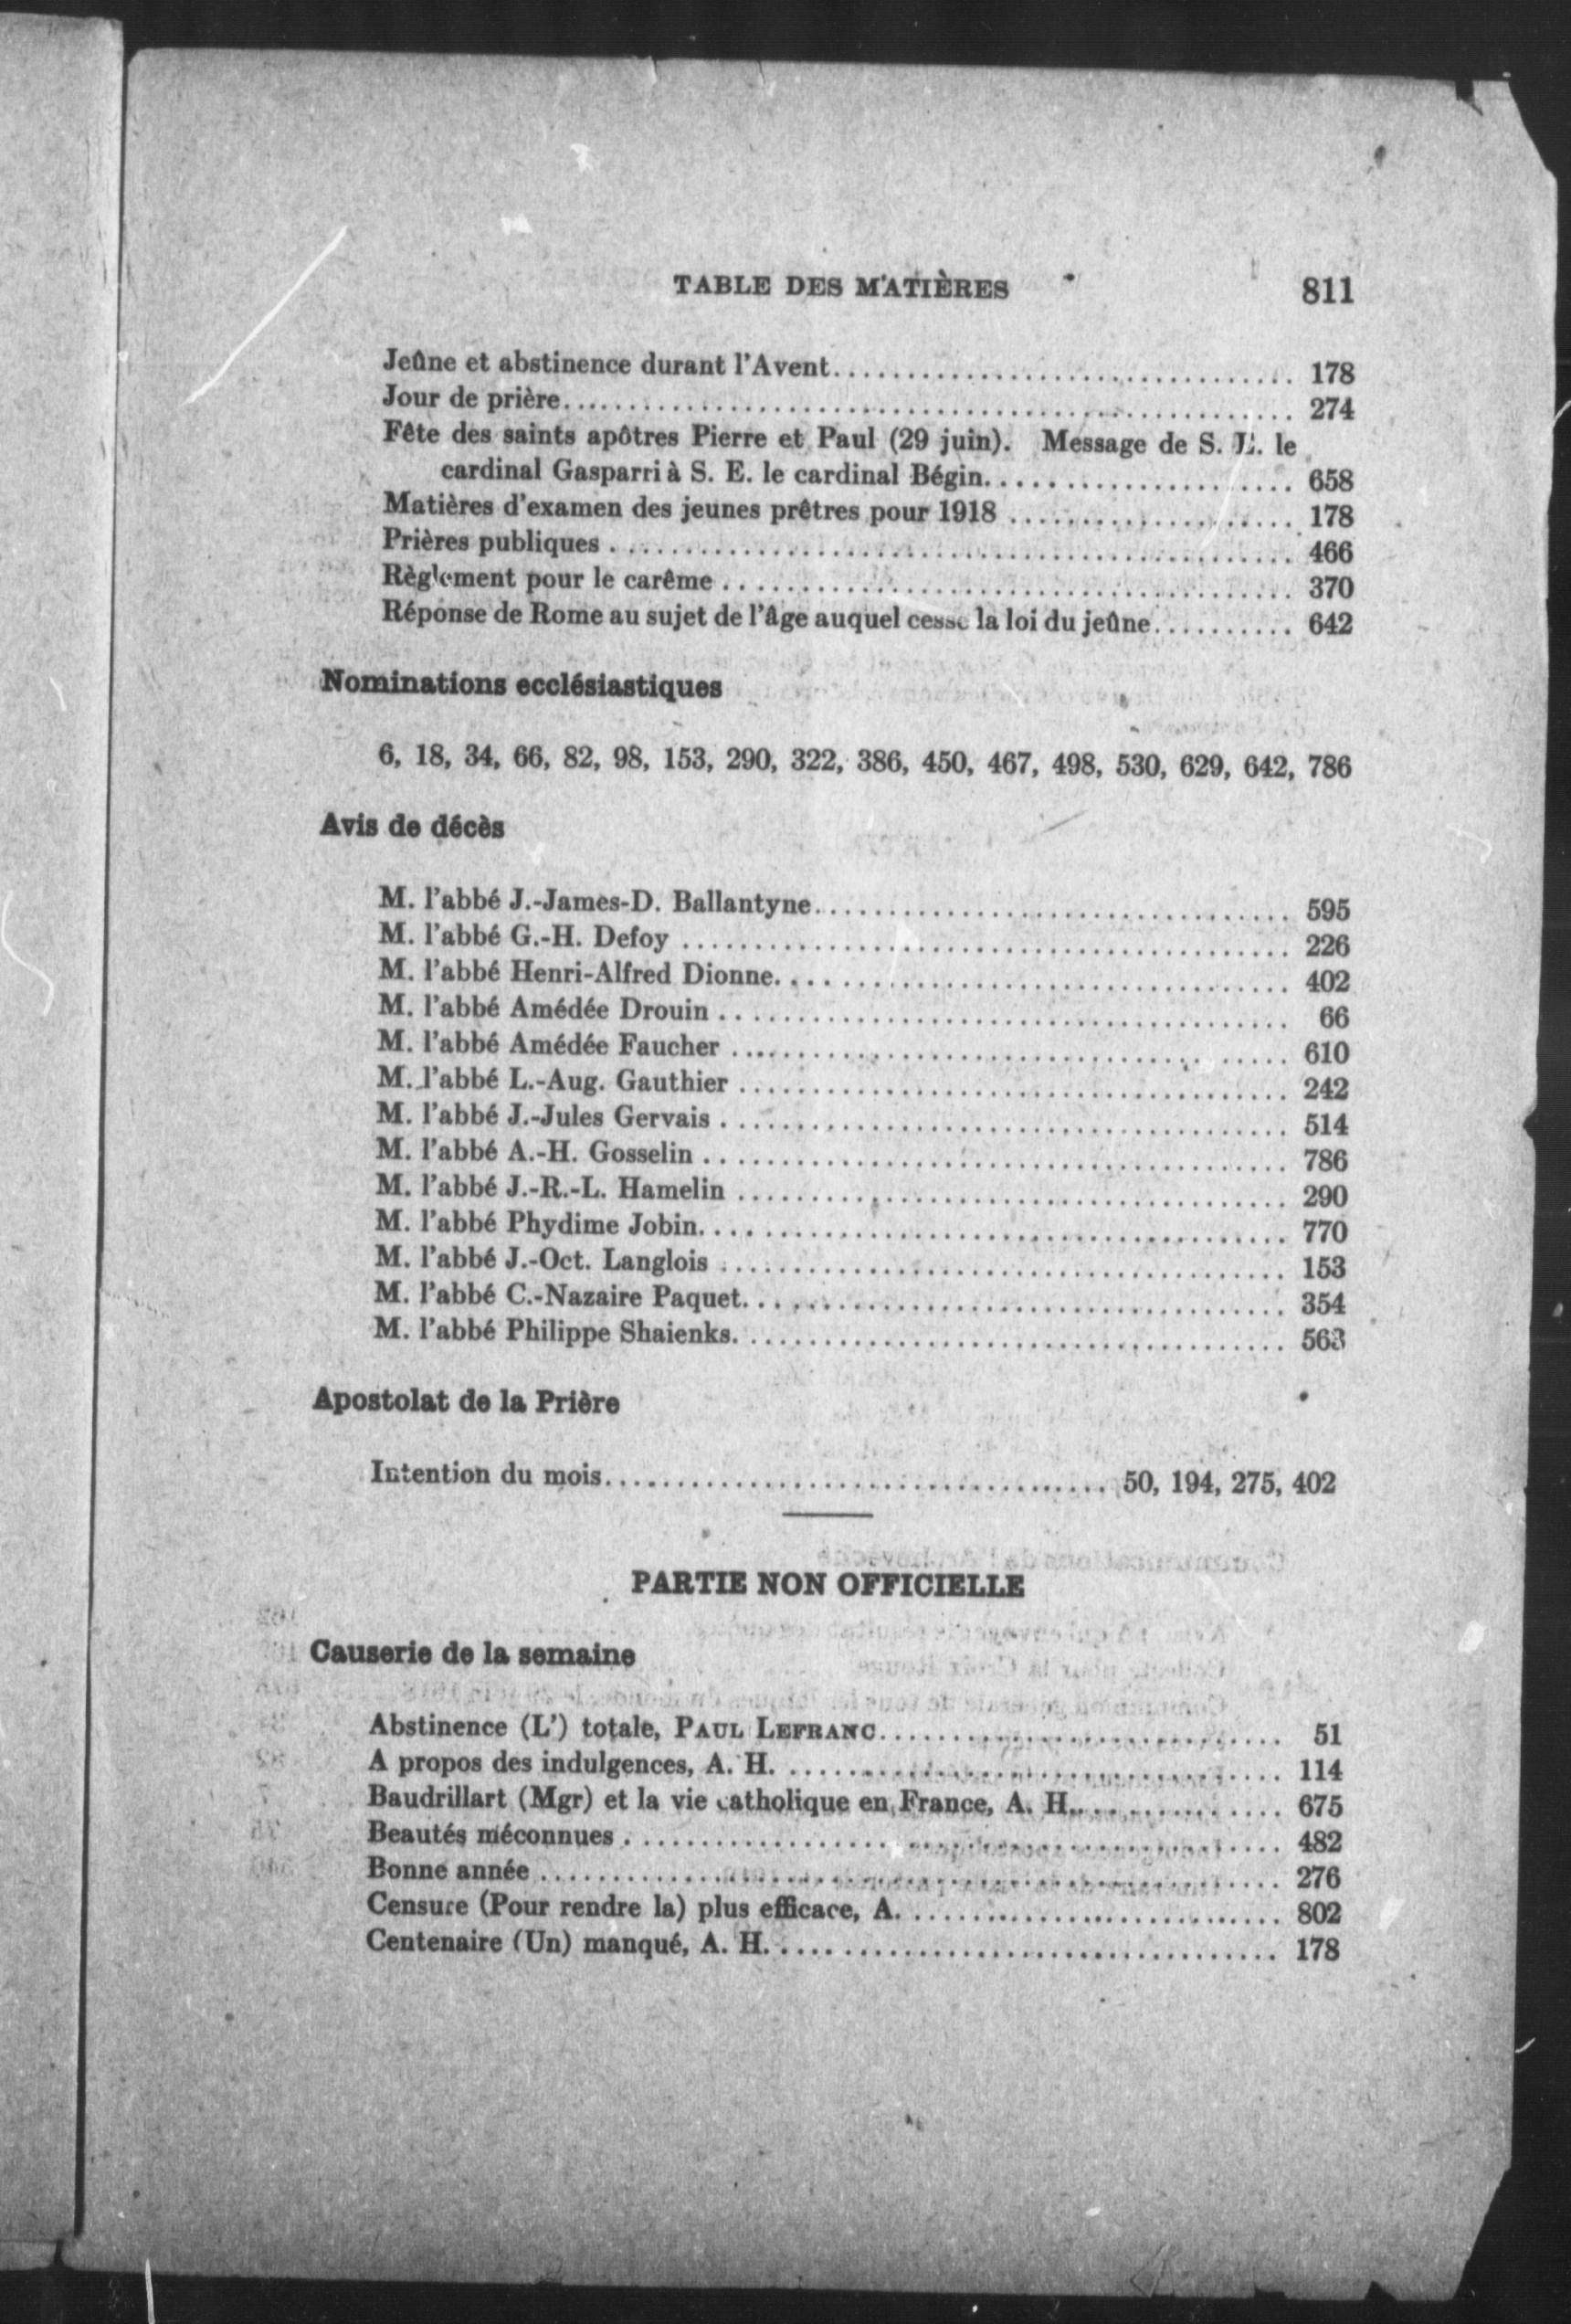 TABLE DES MATIÈRES 811
Jeûne et abstinence durant l'Avent................................ 178
Jour de prière.................................................. 274
Fête des saints apôtres Pierre et Paul (29 juin). Message de S. E. le
cardinal Gasparri à S. E. le cardinal Bégin..................... 658
Matières d'examen des jeunes prêtres pour 1918 .................... 178
Prières publiques ............................................... 466
Règlement pour le carême ........................................ 370
Réponse de Rome au sujet de l'âge auquel cesse la loi du jeûne.......... 642
Nominations ecclésiastiques
6, 18, 34, 66, 82, 98, 153, 290, 322, 386, 450, 467, 498, 530, 629, 642, 786
Avis de décès
M. l'abbé J.-James-D. Ballantyne................................. 595
M. l'abbé G.-H. Defoy .......................................... 226
M. l'abbé Henri-Alfred Dionne.................................... 402
M. l'abbé Amédée Drouin ........................................ 66
M. l'abbé Amédée Faucher ....................................... 610
M. l'abbé L.-Aug. Gauthier ...................................... 242
M. l'abbé J.-Jules Gervais ....................................... 514
M. l'abbé A.-H. Gosselin ........................................ 786
M. l'abbé J.-R.-L. Hamelin ...................................... 290
M. l'abbé Phydime Jobin......................................... 770
M. l'abbé J.-Oct. Langlois ....................................... 153
M. l'abbé C.-Nazaire Paquet...................................... 354
M. l'abbé Philippe Shaienks...................................... 563
Apostolat de la Prière
Intention du mois................................... 50, 194, 275, 402
PARTIE NON OFFICIELLE
Causerie de la semaine
Abstinence (L') totale, PAUL LEFRANC............................ 51
A propos des indulgences, A. H. .................................. 114
Baudrillart (Mgr) et la vie catholique en France, A. H............... 675
Beautés méconnues ............................................. 482
Bonne année ................................................... 276
Censure (Pour rendre la) plus efficace, A. .......................... 802
Centenaire (Un) manqué, A. H. ................................... 178